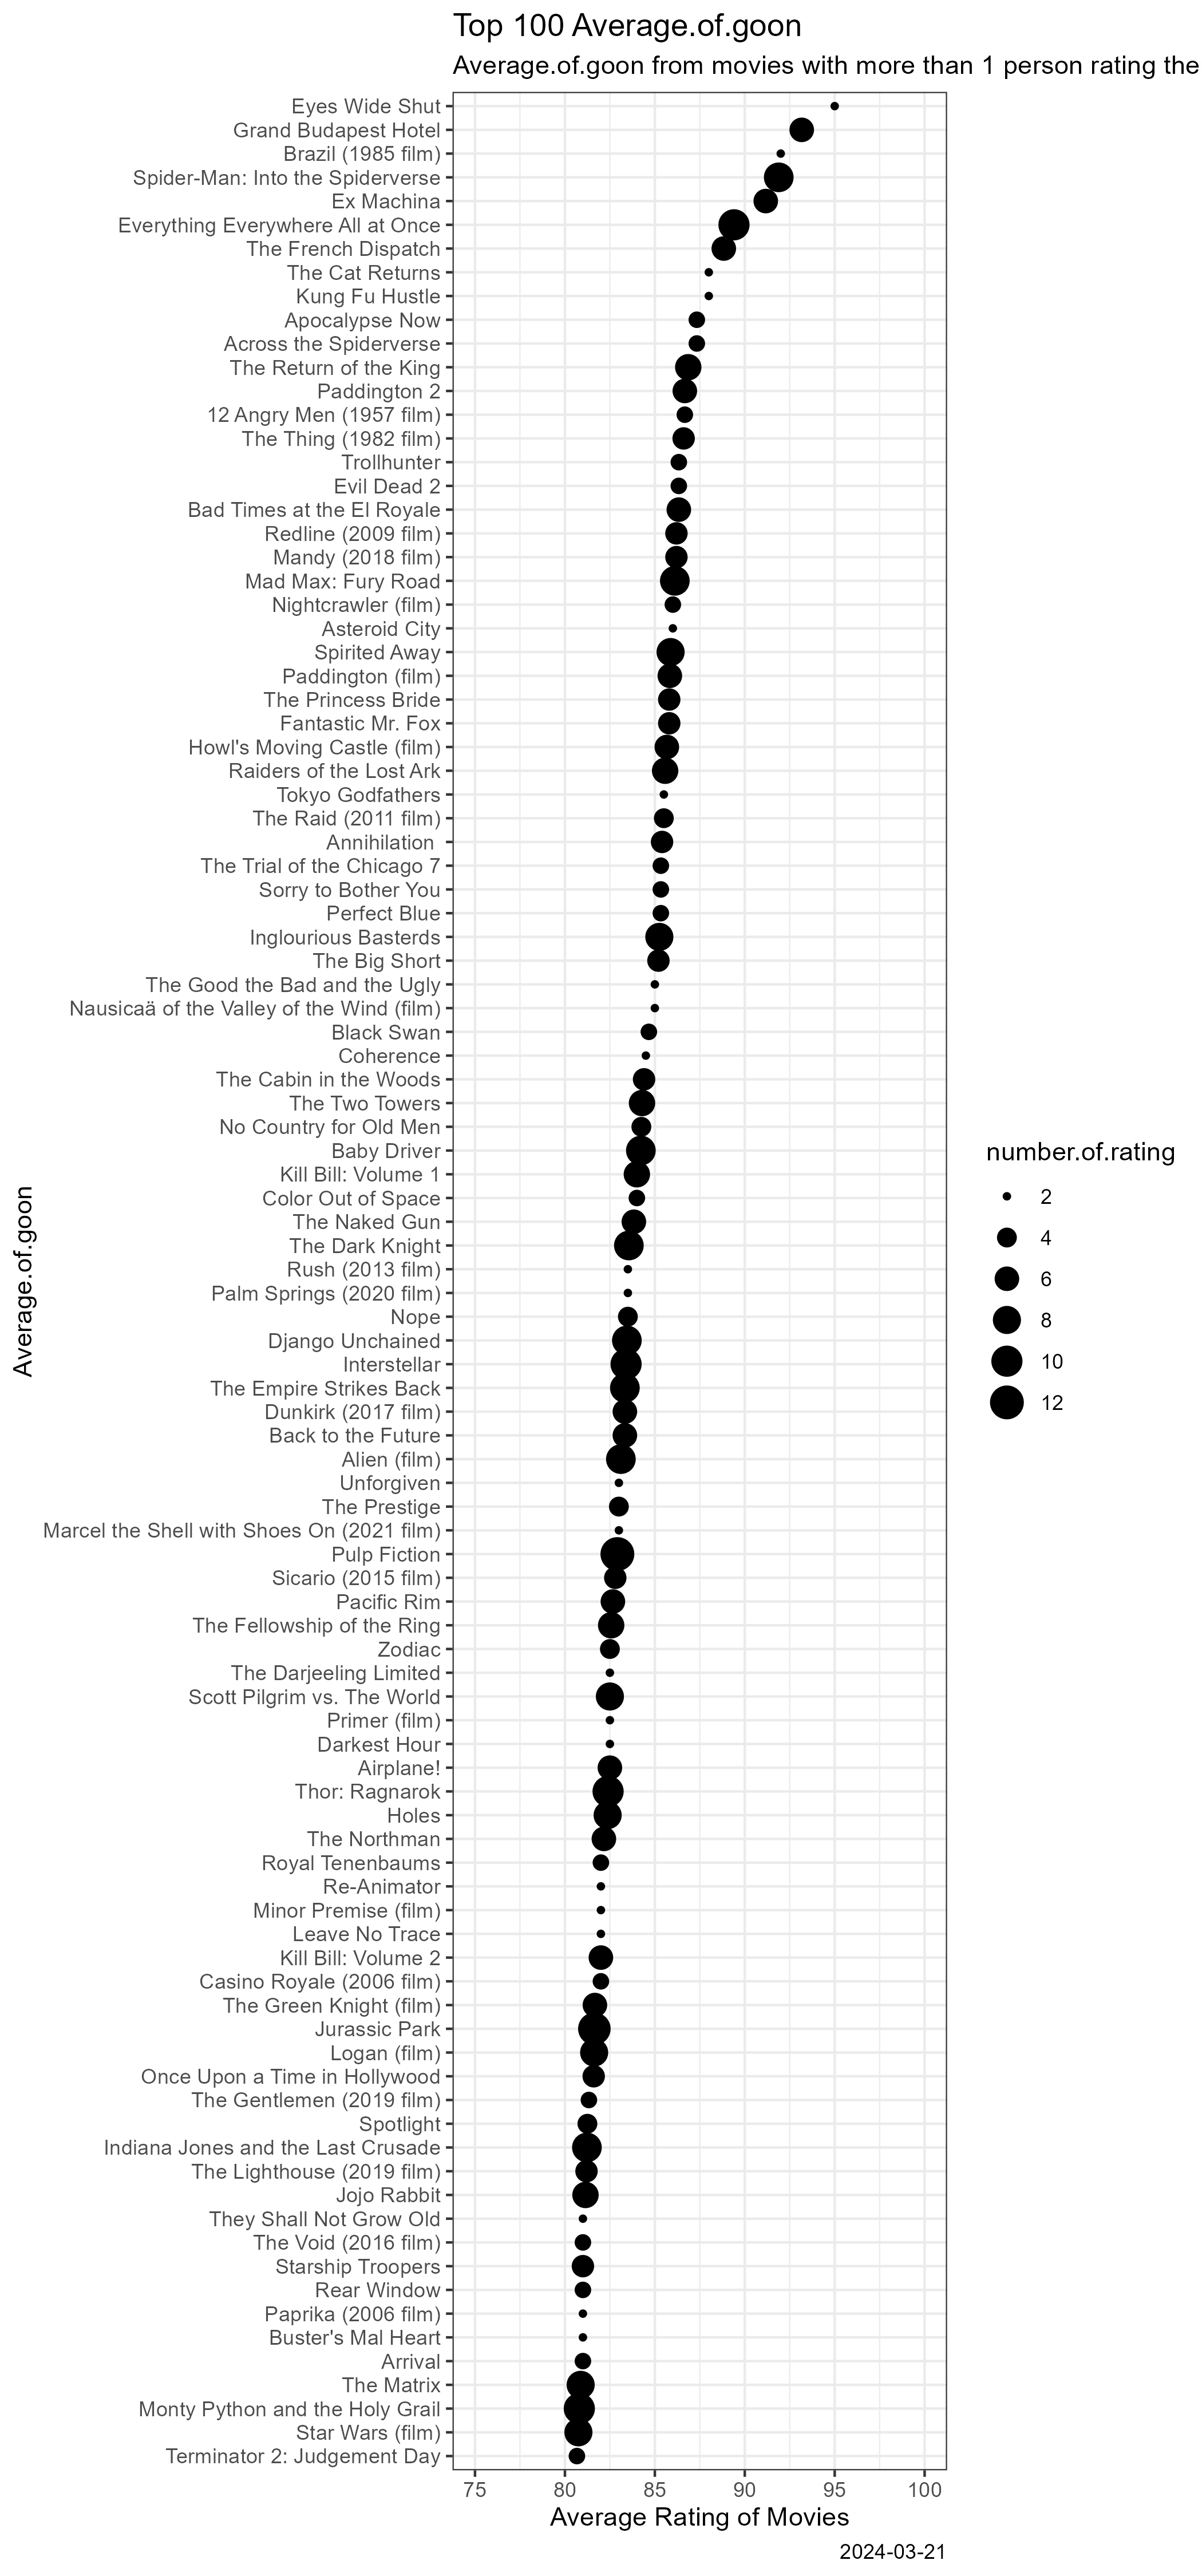 Top 100 Average.of.goon
Average.of.goon from movies with more than 1 person rating the
Eyes Wide Shut
Grand Budapest Hotel
Brazil (1985 film)
Spider-Man: Into the Spiderverse
Ex Machina
Everything Everywhere All at Once
The French Dispatch
The Cat Returns
Kung Fu Hustle
Apocalypse Now
Across the Spiderverse
The Return of the King
Paddington 2
12 Angry Men (1957 film)
The Thing (1982 film)
Trollhunter
Evil Dead 2
Bad Times at the El Royale
Redline (2009 film)
Mandy (2018 film)
Mad Max: Fury Road
Nightcrawler (film)
Asteroid City
Spirited Away
Paddington (film)
The Princess Bride
Fantastic Mr. Fox
Howl's Moving Castle (film)
Raiders of the Lost Ark
Tokyo Godfathers
The Raid (2011 film)
Annihilation
The Trial of the Chicago 7
Sorry to Bother You
Perfect Blue
Inglourious Basterds
The Big Short
The Good the Bad and the Ugly
Nausicaä of the Valley of the Wind (film)
Black Swan
Coherence
The Cabin in the Woods
The Two Towers
No Country for Old Men
Baby Driver
Kill Bill: Volume 1
Color Out of Space
The Naked Gun
The Dark Knight
Rush (2013 film)
Palm Springs (2020 film)
Nope
Django Unchained
Interstellar
The Empire Strikes Back
Dunkirk (2017 film)
Back to the Future
Alien (film)
Unforgiven
The Prestige
Marcel the Shell with Shoes On (2021 film)
Pulp Fiction
Sicario (2015 film)
Pacific Rim
The Fellowship of the Ring
Zodiac
The Darjeeling Limited
Scott Pilgrim vs. The World
Primer (film)
Darkest Hour
Airplane!
Thor: Ragnarok
Holes
The Northman
Royal Tenenbaums
Re-Animator
Minor Premise (film)
Leave No Trace
Kill Bill: Volume 2
Casino Royale (2006 film)
The Green Knight (film)
Jurassic Park
Logan (film)
Once Upon a Time in Hollywood
The Gentlemen (2019 film)
Spotlight
Indiana Jones and the Last Crusade
The Lighthouse (2019 film)
Jojo Rabbit
They Shall Not Grow Old
The Void (2016 film)
Starship Troopers
Rear Window
Paprika (2006 film)
Buster's Mal Heart
Arrival
The Matrix
Monty Python and the Holy Grail
Star Wars (film)
Terminator 2: Judgement Day
Average.of.goon
75 80 85 90 95 100
Average Rating of Movies
2024-03-21
number.of.rating
2
4
6
8
10
12